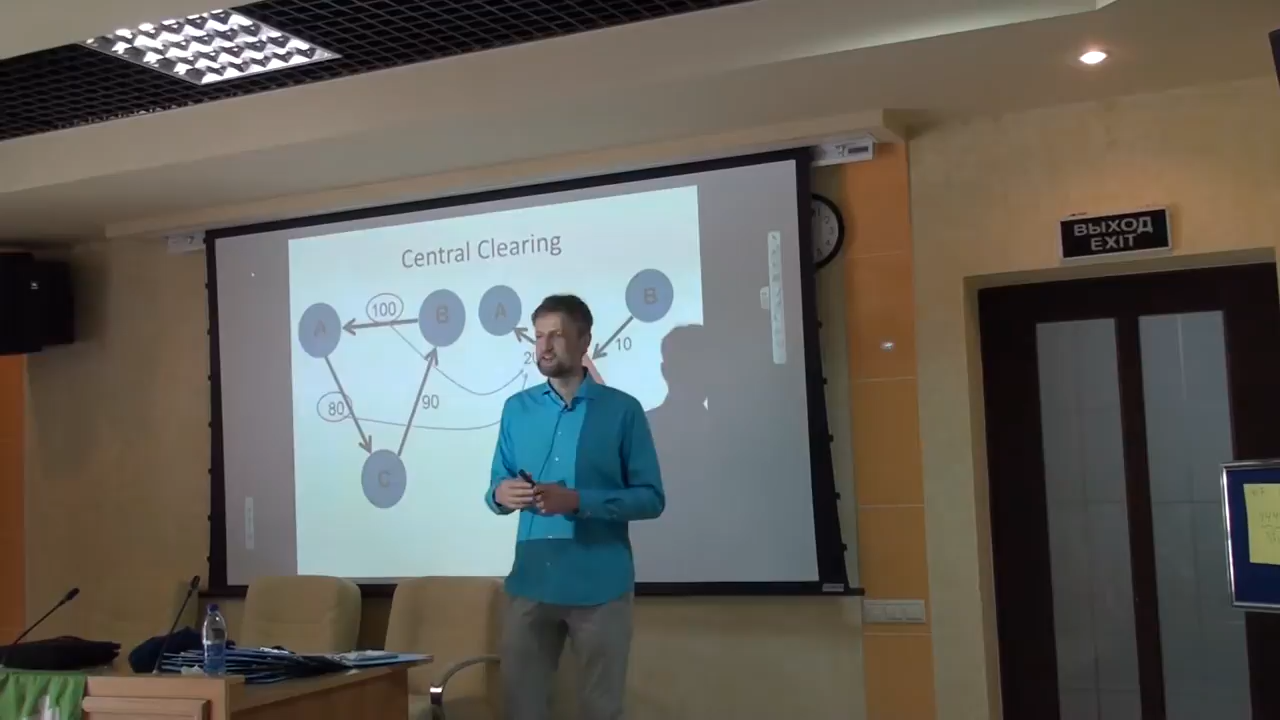 Central Clearing
A
100
B
A
B
10
80
90
C
ВЫХОД
EXIT